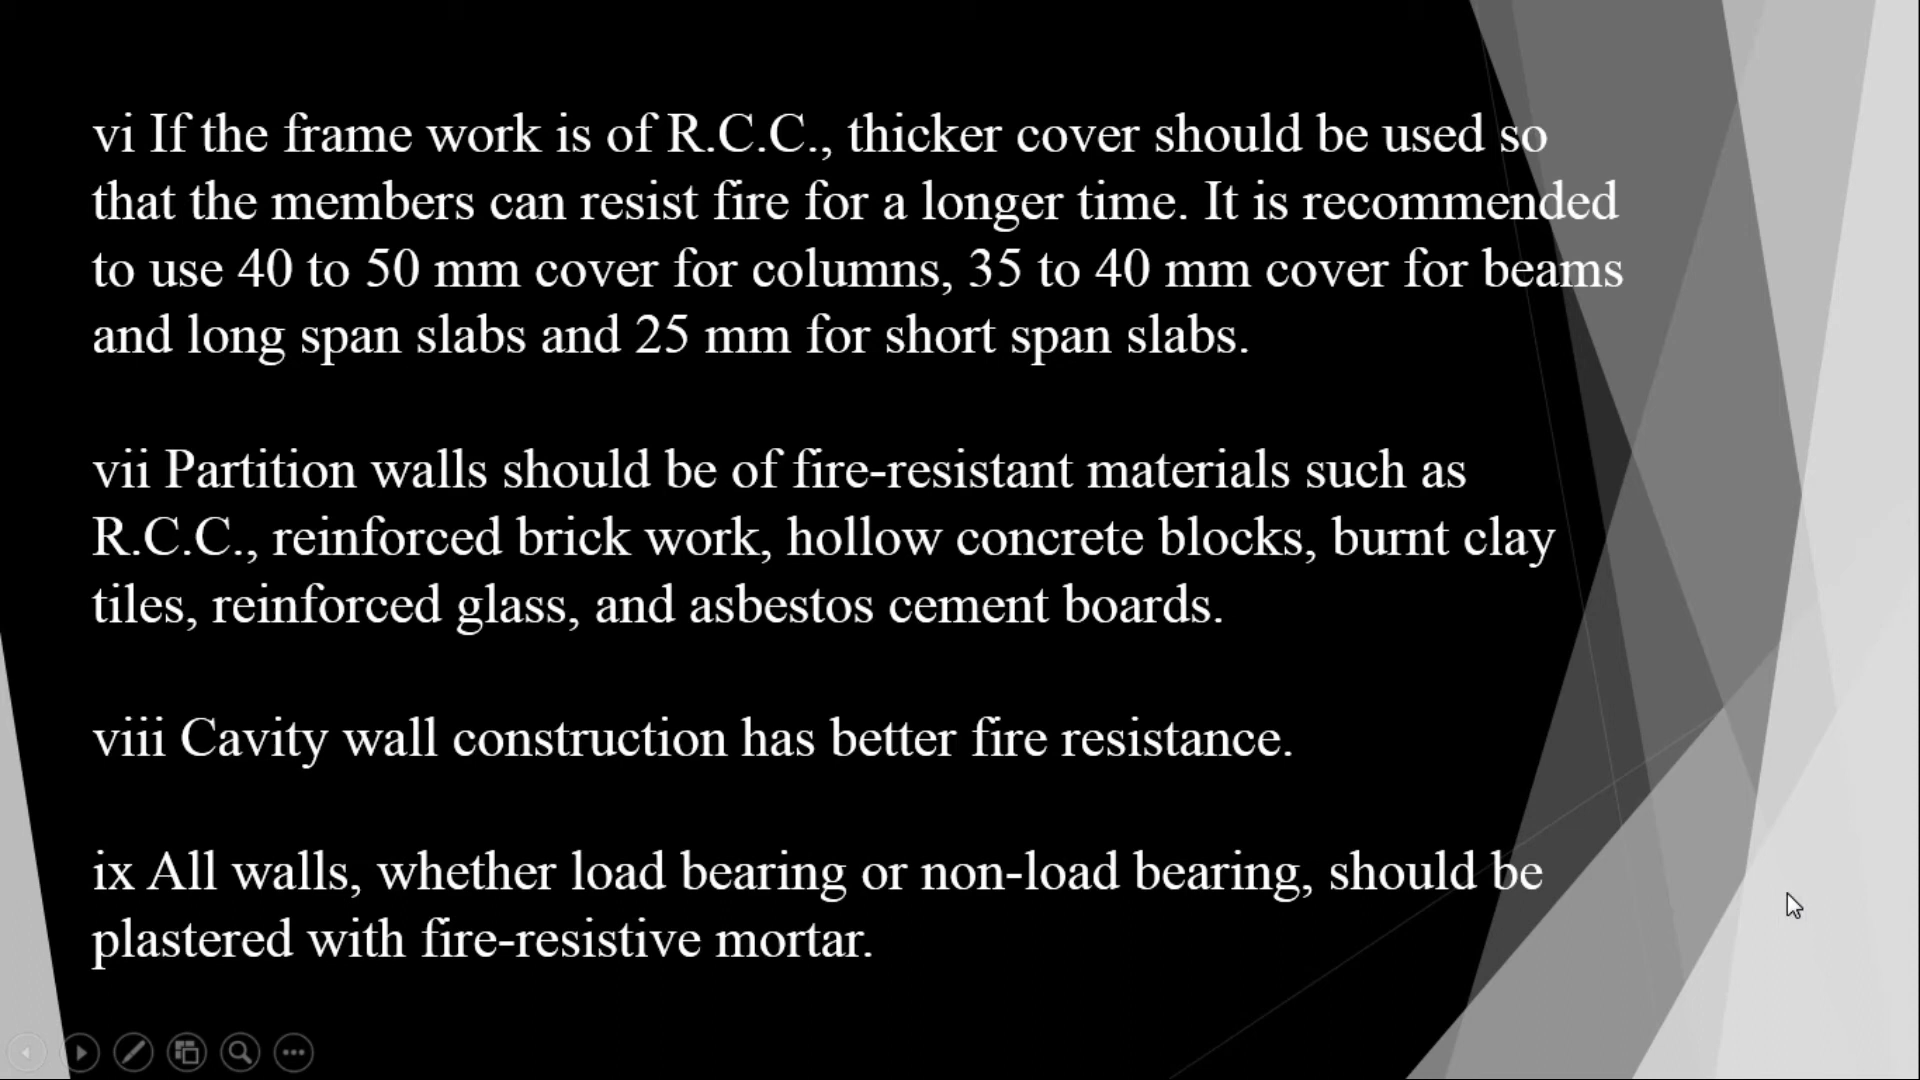 vi If the frame work is of R.C.C., thicker cover should be used so
that the members can resist fire for a longer time. It is recommended
to use 40 to 50 mm cover for columns, 35 to 40 mm cover for beams
and long span slabs and 25 mm for short span slabs.
vii Partition walls should be of fire-resistant materials such as
R.C.C., reinforced brick work, hollow concrete blocks, burnt clay
tiles, reinforced glass, and asbestos cement boards.
viii Cavity wall construction has better fire resistance.
ix All walls, whether load bearing or non-load bearing, should be
plastered with fire-resistive mortar.